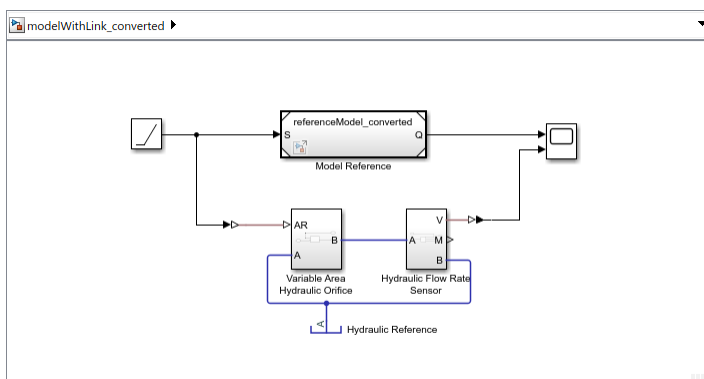 modelWithLink_converted
referenceModel_converted
S
Q
Model Reference
AR
B
A
Variable Area
Hydraulic Orifice
V
A
M
B
Hydraulic Flow Rate
Sensor
A
Hydraulic Reference